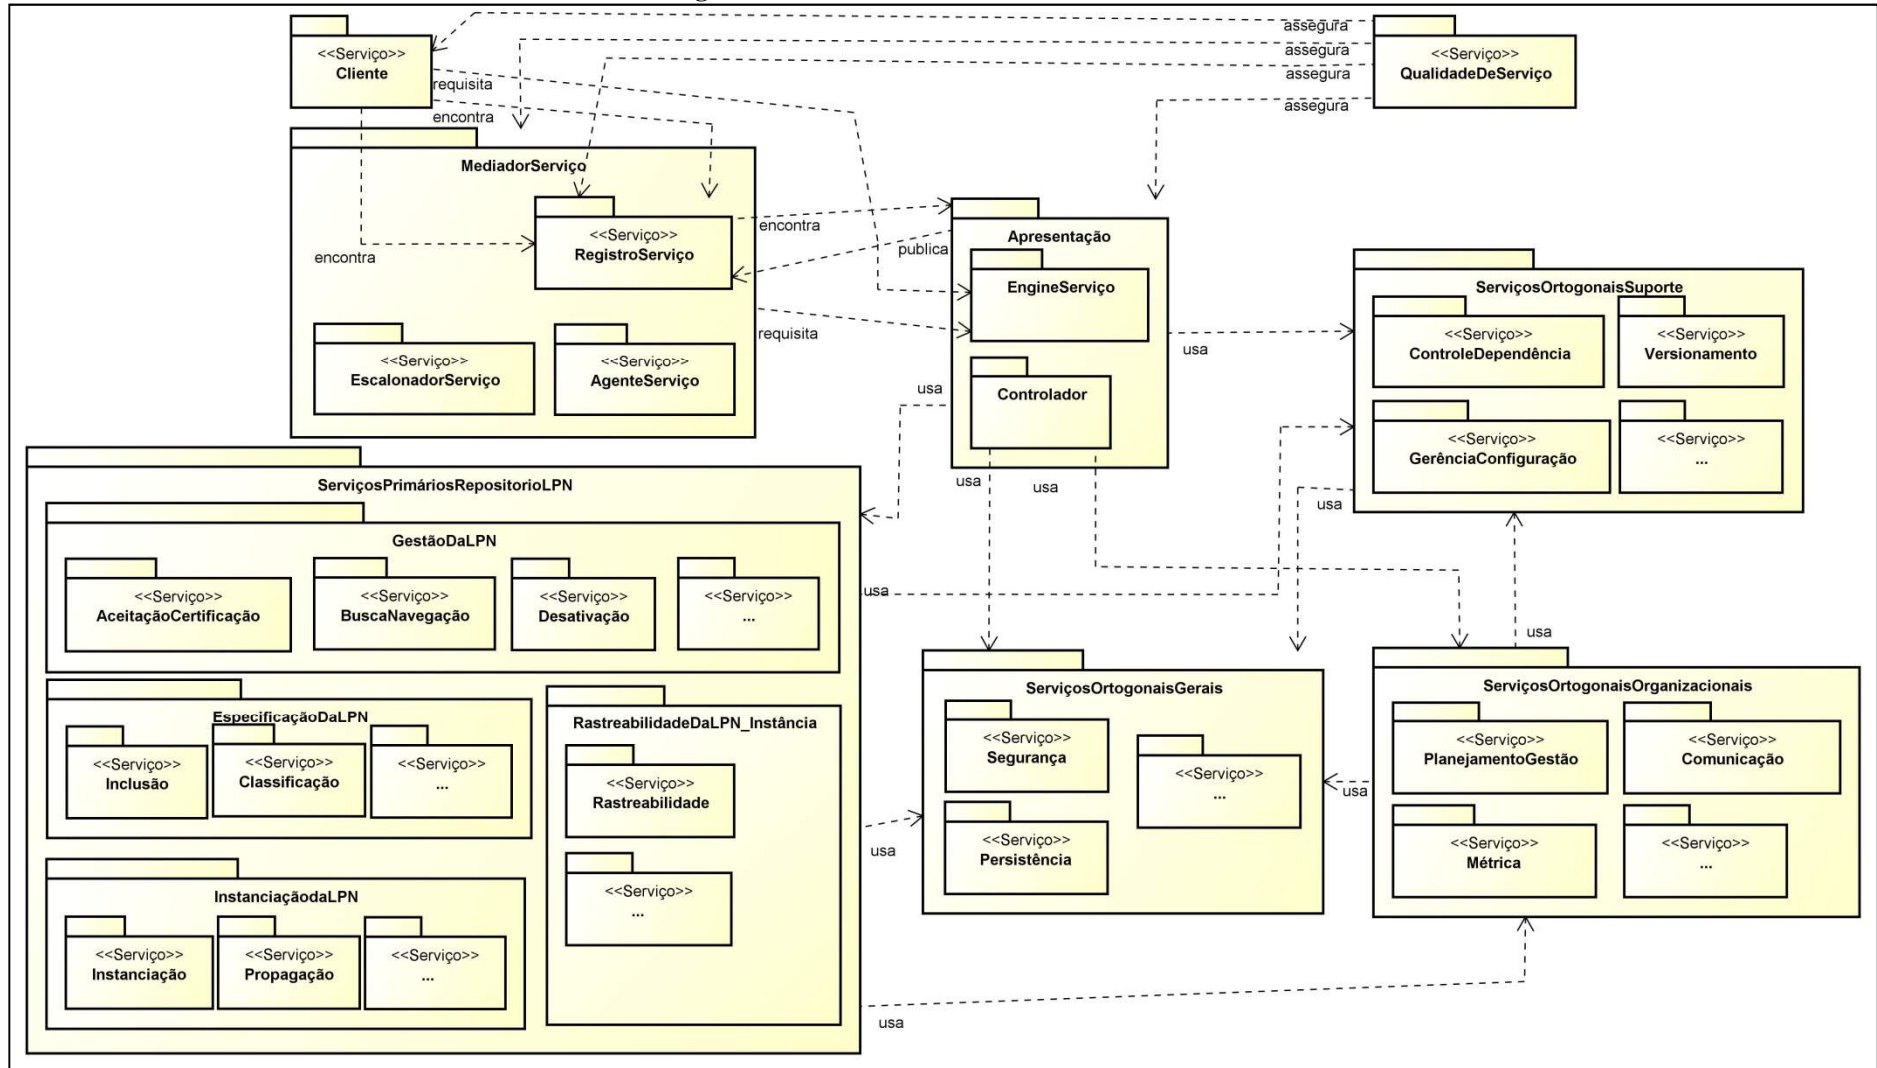 assegura
<<Serviço>>
Cliente
assegura
<<Serviço>>
QualidadeDeServiço
assegura
requisita
assegura
encontra
MediadorServiço
<<Serviço>>
RegistroServiço
encontra
encontra
publica
requisita
<<Serviço>>
EscalonadorServiço
<<Serviço>>
AgenteServiço
Apresentação
EngineServiço
Controlador
usa
usa
usa
usa
ServiçosOrtogonaisSuporte
<<Serviço>>
ControleDependência
<<Serviço>>
Versionamento
<<Serviço>>
GerênciaConfiguração
<<Serviço>>
...
usa
ServiçosPrimáriosRepositorioLPN
GestãoDaLPN
<<Serviço>>
AceitaçãoCertificação
<<Serviço>>
BuscaNavegação
<<Serviço>>
Desativação
<<Serviço>>
...
usa
usa
EspecificaçãoDaLPN
<<Serviço>>
Inclusão
<<Serviço>>
Classificação
<<Serviço>>
...
RastreabilidadeDaLPN_Instância
<<Serviço>>
Rastreabilidade
<<Serviço>>
...
InstanciaçãodaLPN
<<Serviço>>
Instanciação
<<Serviço>>
Propagação
<<Serviço>>
...
usa
usa
ServiçosOrtogonaisGerais
<<Serviço>>
Segurança
<<Serviço>>
...
<<Serviço>>
Persistência
usa
ServiçosOrtogonaisOrganizacionais
<<Serviço>>
PlanejamentoGestão
<<Serviço>>
Comunicação
<<Serviço>>
Métrica
<<Serviço>>
...